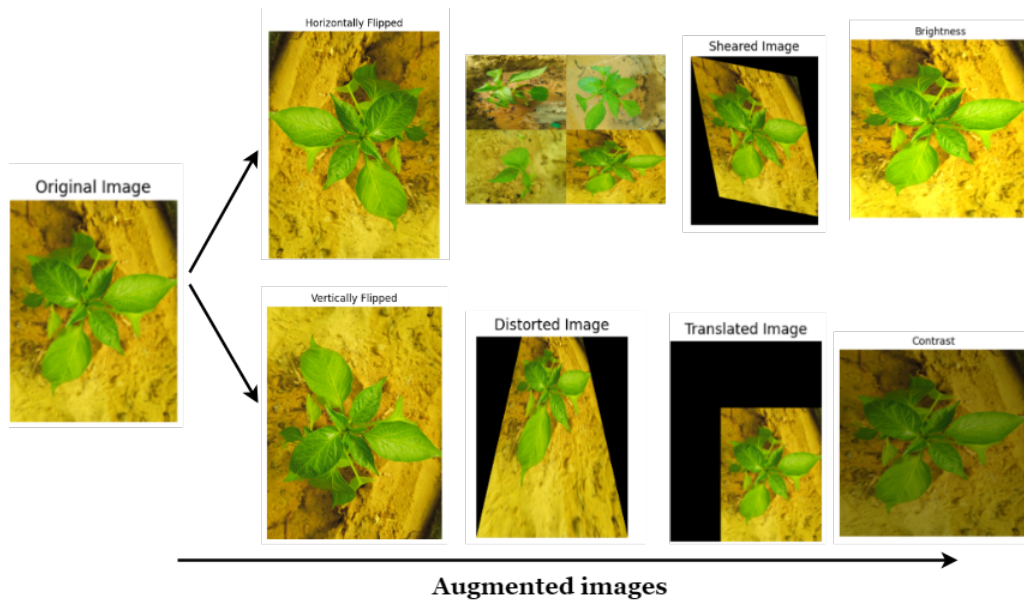 Original Image
Horizontally Flipped
Sheared Image
Brightness
Vertically Flipped
Distorted Image
Translated Image
Contrast
Augmented images